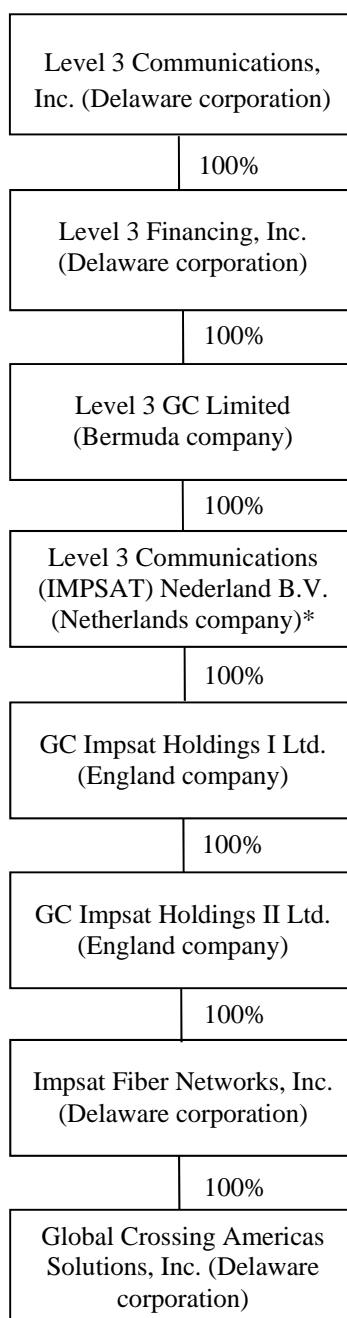 Level 3 Communications,
Inc. (Delaware corporation)
100%
Level 3 Financing, Inc.
(Delaware corporation)
100%
Level 3 GC Limited
(Bermuda company)
100%
Level 3 Communications
(IMPSAT) Nederland B.V.
(Netherlands company)*
100%
GC Impsat Holdings I Ltd.
(England company)
100%
GC Impsat Holdings II Ltd.
(England company)
100%
Impsat Fiber Networks, Inc.
(Delaware corporation)
100%
Global Crossing Americas
Solutions, Inc. (Delaware
corporation)